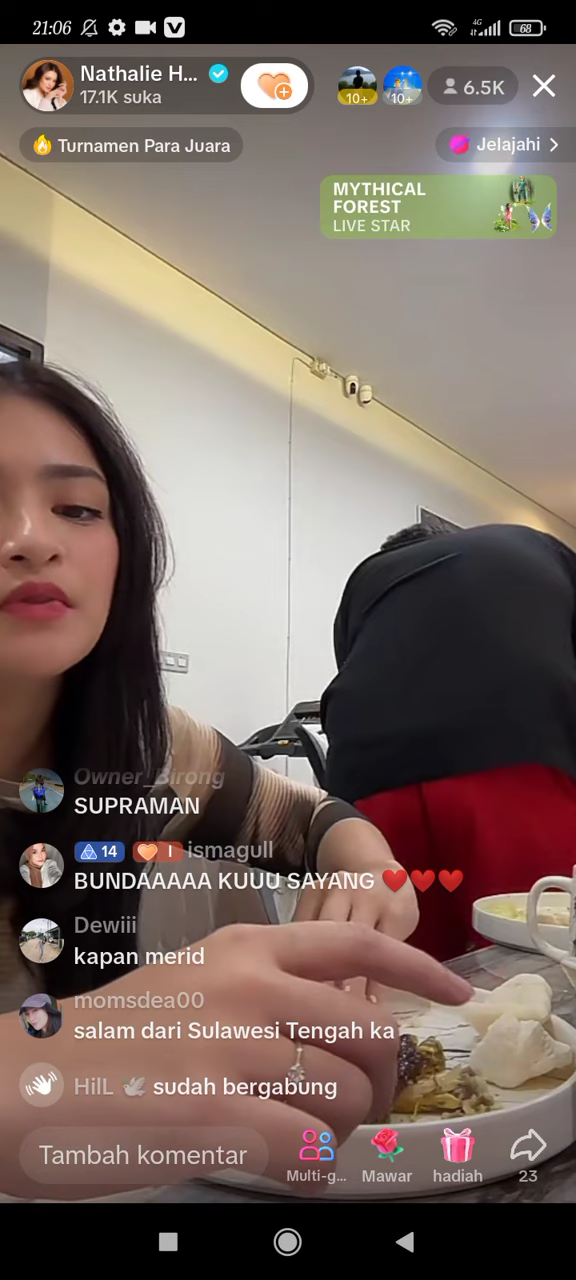 21:06
4G
68
Nathalie H...
17.1K suka
10+
10+
6.5K
Turnamen Para Juara
Jelajahi
MYTHICAL
FOREST
LIVE STAR
Owner_Birong
SUPRAMAN
14
I
ismagull
BUNDAAAAA KUUU SAYANG ❤️❤️❤️
Dewiii
kapan merid
momsdea00
salam dari Sulawesi Tengah ka
HilL 🕊 sudah bergabung
Tambah komentar
Multi-g...
Mawar
hadiah
23